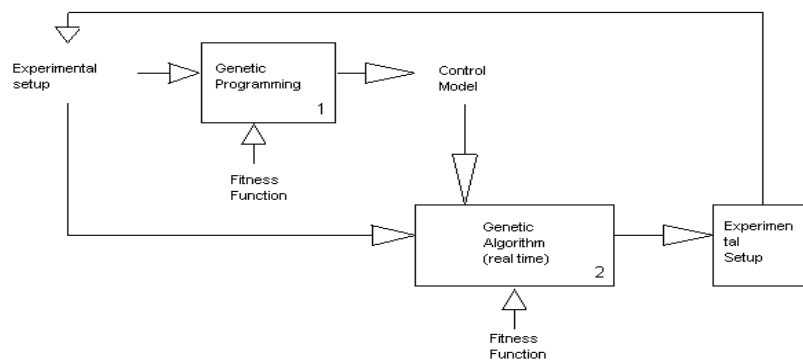 Experimental
setup
Genetic
Programming
1
Control
Model
Fitness
Function
Genetic
Algorithm
(real time)
2
Experimen
tal
Setup
Fitness
Function